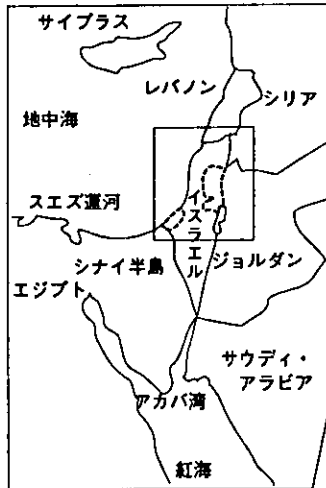 サイプラス
レバノン
シリア
地中海
イスラエル
スエズ運河
シナイ半島
ジョルダン
エジプト
サウディ・
アラビア
アカバ湾
紅海